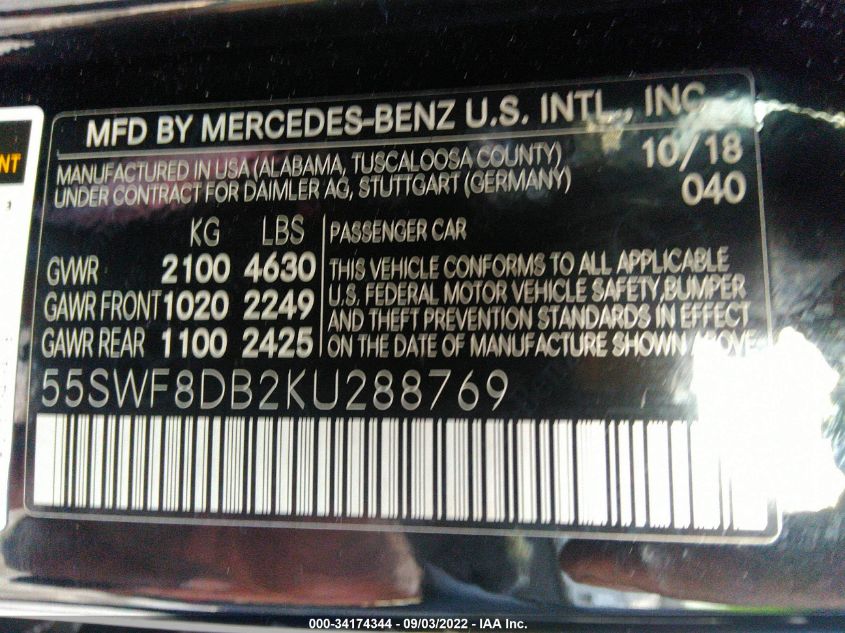 NT
MFD BY MERCEDES-BENZ U.S. INTL., INC.
MANUFACTURED IN USA (ALABAMA, TUSCALOOSA COUNTY) 10/18
UNDER CONTRACT FOR DAIMLER AG, STUTTGART (GERMANY) 040
KG LBS PASSENGER CAR
GVWR 2100 4630 THIS VEHICLE CONFORMS TO ALL APPLICABLE
GAWR FRONT 1020 2249 U.S. FEDERAL MOTOR VEHICLE SAFETY, BUMPER
AND THEFT PREVENTION STANDARDS IN EFFECT
GAWR REAR 1100 2425 ON THE DATE OF MANUFACTURE SHOWN ABOVE.
55SWF8DB2KU288769
000-34174344 - 09/03/2022 - IAA Inc.